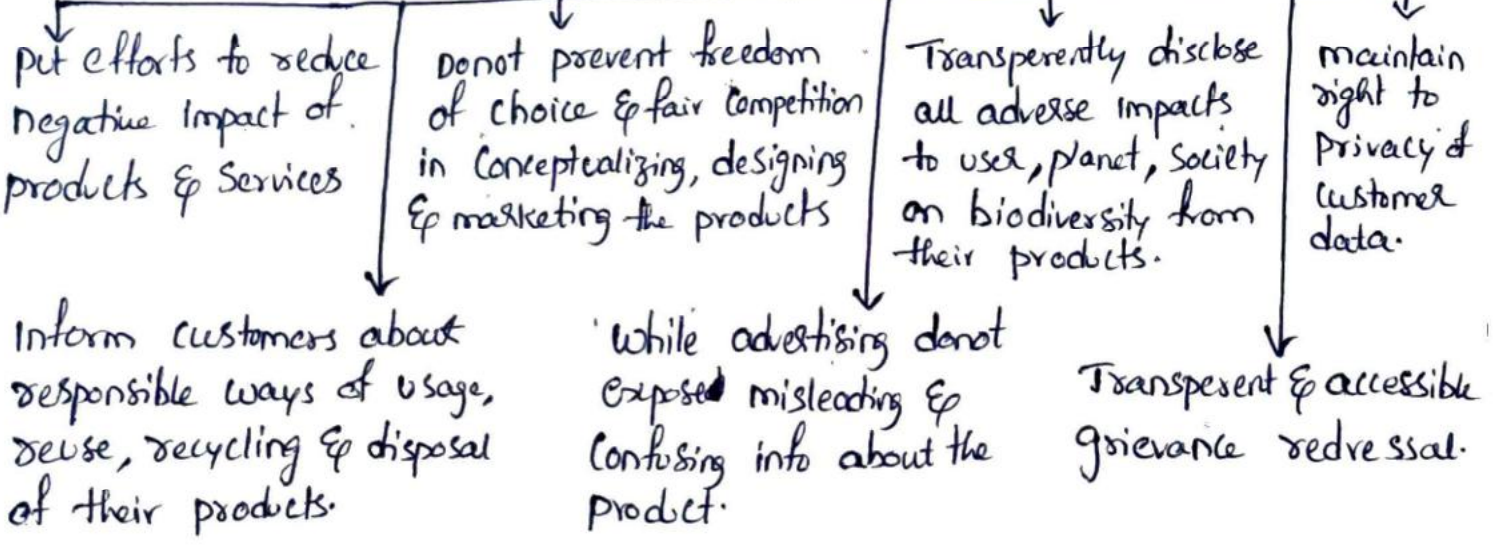 put efforts to reduce
negative impact of
products & services
Donot prevent freedom
of choice & fair competition
in conceptualizing, designing
& marketing the products
Transperently disclose
all adverse impacts
to user, planet, society
on biodiversity from
their products.
maintain
right to
privacy of
customer
data.
Inform customers about
responsible ways of usage,
reuse, recycling & disposal
of their products.
While advertising donot
exposed misleading &
confusing info about the
product.
Transperent & accessible
grievance redressal.